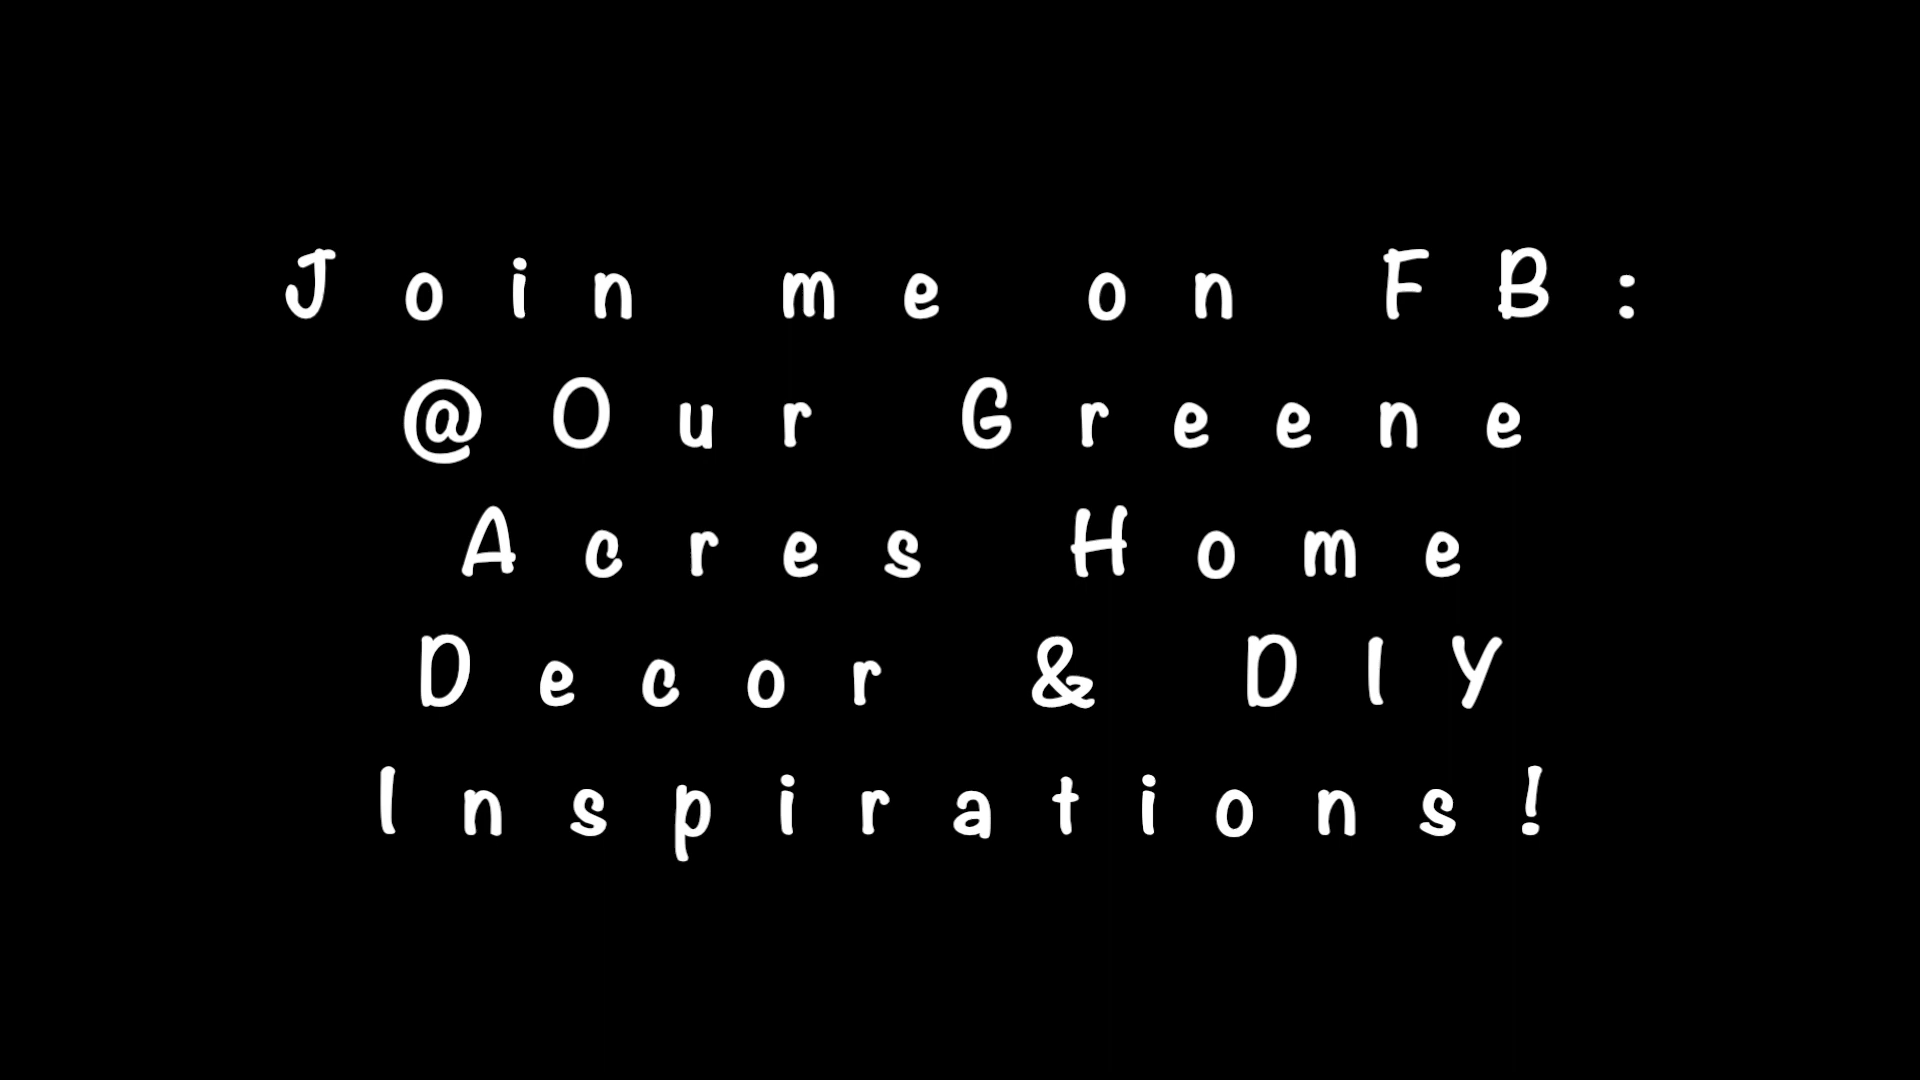 Join me on FB:
@Our Greene
Acres Home
Decor & DIY
Inspirations!